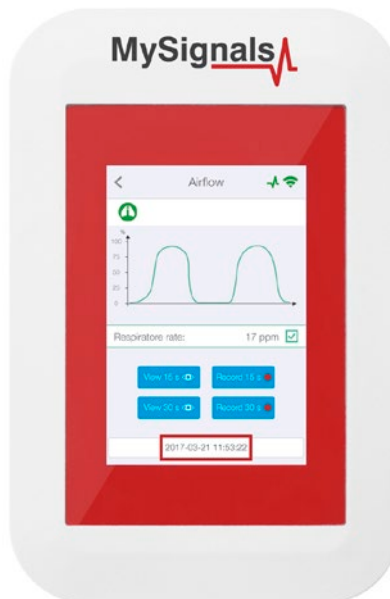 MySignals
Airflow
%
100
75
50
25
0
Respiratore rate: 17 ppm
View 15 s Record 15 s
View 30 s Record 30 s
2017-03-21 11:53:22